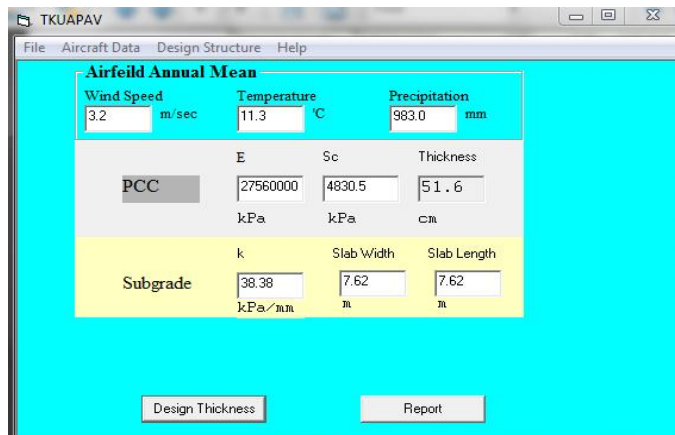 TKUAPAV
File Aircraft Data Design Structure Help
Airfeild Annual Mean
Wind Speed Temperature Precipitation
3.2 m/sec 11.3 'C 983.0 mm
E Sc Thickness
PCC 27560000 4830.5 51.6
kPa kPa cm
k Slab Width Slab Length
Subgrade 38.38 7.62 7.62
kPa/mm m m
Design Thickness Report